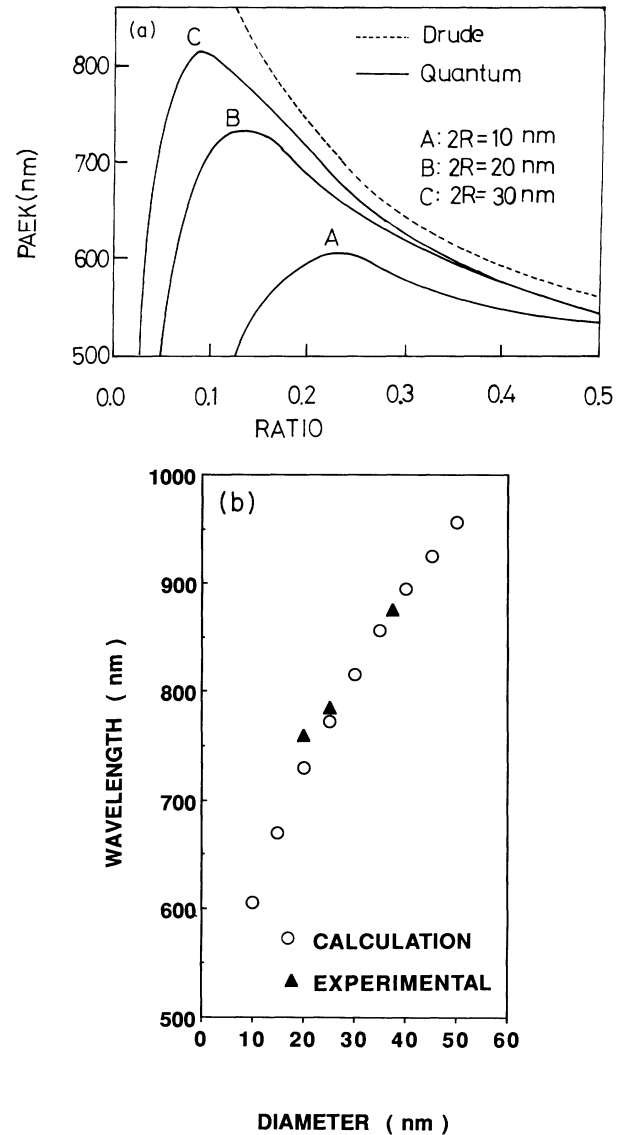 (a)
C
B
A
Drude
Quantum
A: 2R=10 nm
B: 2R=20 nm
C: 2R=30 nm
PAEK(nm)
800
700
600
500
0.0 0.1 0.2 0.3 0.4 0.5
RATIO
(b)
1000
900
800
700
600
500
WAVELENGTH ( nm )
CALCULATION
EXPERIMENTAL
0 10 20 30 40 50 60
DIAMETER ( nm )